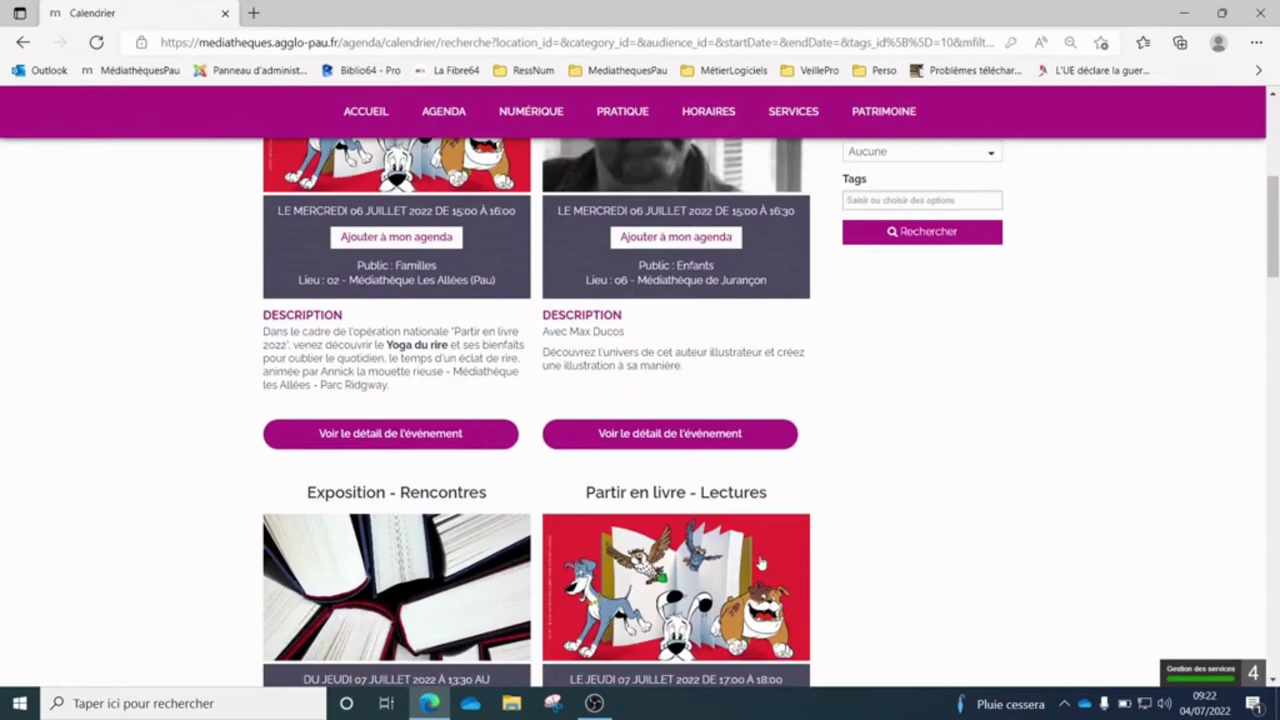 Calendrier
https://mediatheques.agglo-pau.fr/agenda/calendrier/recherche?location_id=&category_id=&audience_id=&startDate=&endDate=&tags_id%5B%5D=10&mfilt...
Outlook
MédiathèquesPau
Panneau d'administ...
Biblio64 - Pro
La Fibre64
RessNum
MediathequesPau
MétierLogiciels
VeillePro
Perso
Problèmes téléchar...
L'UE déclare la guer...
ACCUEIL
AGENDA
NUMÉRIQUE
PRATIQUE
HORAIRES
SERVICES
PATRIMOINE
Aucune
Tags
Saisir ou choisir des options
Rechercher
LE MERCREDI 06 JUILLET 2022 DE 15:00 À 16:00
Ajouter à mon agenda
Public : Familles
Lieu : 02 - Médiathèque Les Allées (Pau)
DESCRIPTION
Dans le cadre de l'opération nationale "Partir en livre
2022", venez découvrir le Yoga du rire et ses bienfaits
pour oublier le quotidien, le temps d'un éclat de rire,
animée par Annick la mouette rieuse - Médiathèque
les Allées - Parc Ridgway.
Voir le détail de l'événement
LE MERCREDI 06 JUILLET 2022 DE 15:00 À 16:30
Ajouter à mon agenda
Public : Enfants
Lieu : 06 - Médiathèque de Jurançon
DESCRIPTION
Avec Max Ducos
Découvrez l'univers de cet auteur illustrateur et créez
une illustration à sa manière.
Voir le détail de l'événement
Exposition - Rencontres
DU JEUDI 07 JUILLET 2022 À 13:30 AU
Partir en livre - Lectures
LE JEUDI 07 JUILLET 2022 DE 17:00 À 18:00
Gestion des services
4
Taper ici pour rechercher
Pluie cessera
09:22
04/07/2022
1